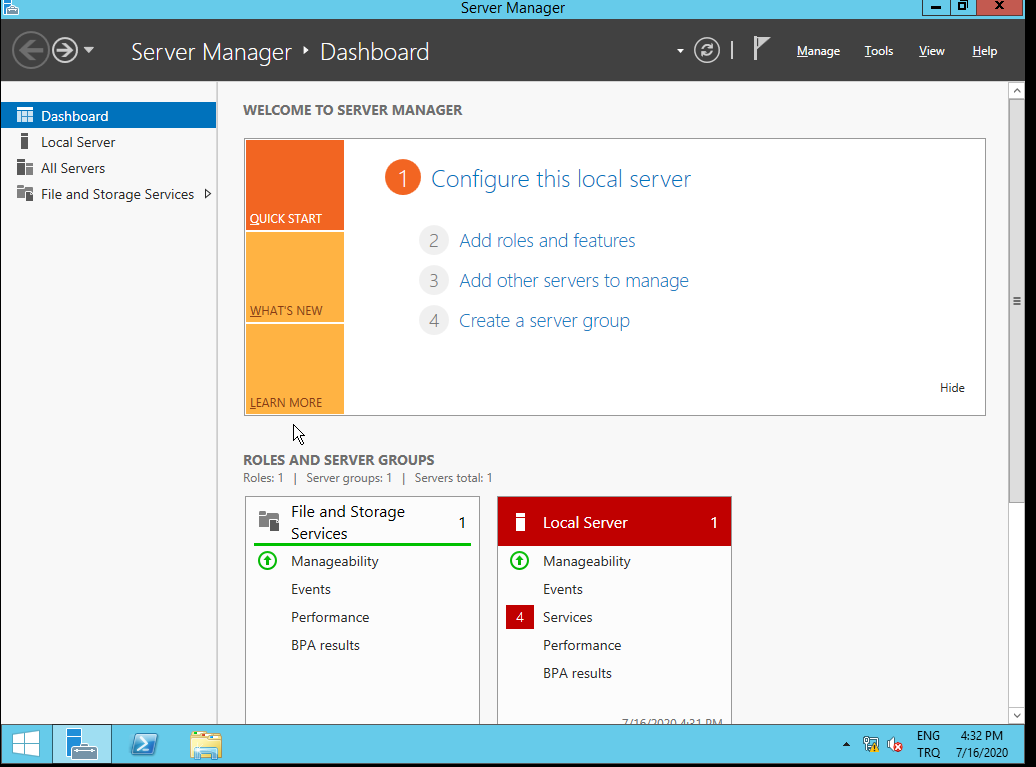 Server Manager
Server Manager ‣ Dashboard
Manage Tools View Help
Dashboard
Local Server
All Servers
File and Storage Services
WELCOME TO SERVER MANAGER
QUICK START
WHAT'S NEW
LEARN MORE
1 Configure this local server
2 Add roles and features
3 Add other servers to manage
4 Create a server group
Hide
ROLES AND SERVER GROUPS
Roles: 1 | Server groups: 1 | Servers total: 1
File and Storage
Services 1
Manageability
Events
Performance
BPA results
Local Server 1
Manageability
Events
4 Services
Performance
BPA results
7/16/2020 4:31 PM
ENG
TRQ
4:32 PM
7/16/2020